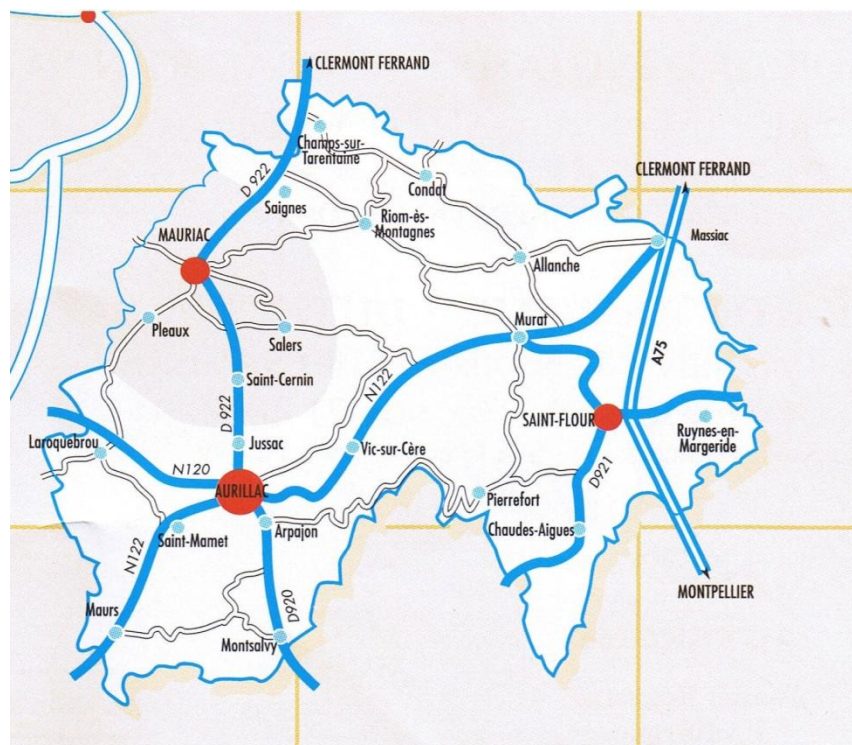 CLERMONT FERRAND
Champs-sur-
Tarentaine
D 922
Condat
CLERMONT FERRAND
Saignes
Riom-ès-
Montagnes
MAURIAC
Massiac
Allanche
Pleaux
Murat
Salers
A75
N122
Saint-Cernin
D 922
SAINT-FLOUR
Ruynes-en-
Margeride
Laroquebrou
Jussac
Vic-sur-Cère
N120
D921
AURILLAC
Pierrefort
Saint-Mamet
Arpajon
Chaudes-Aigues
N122
MONTPELLIER
Maurs
D920
Montsalvy